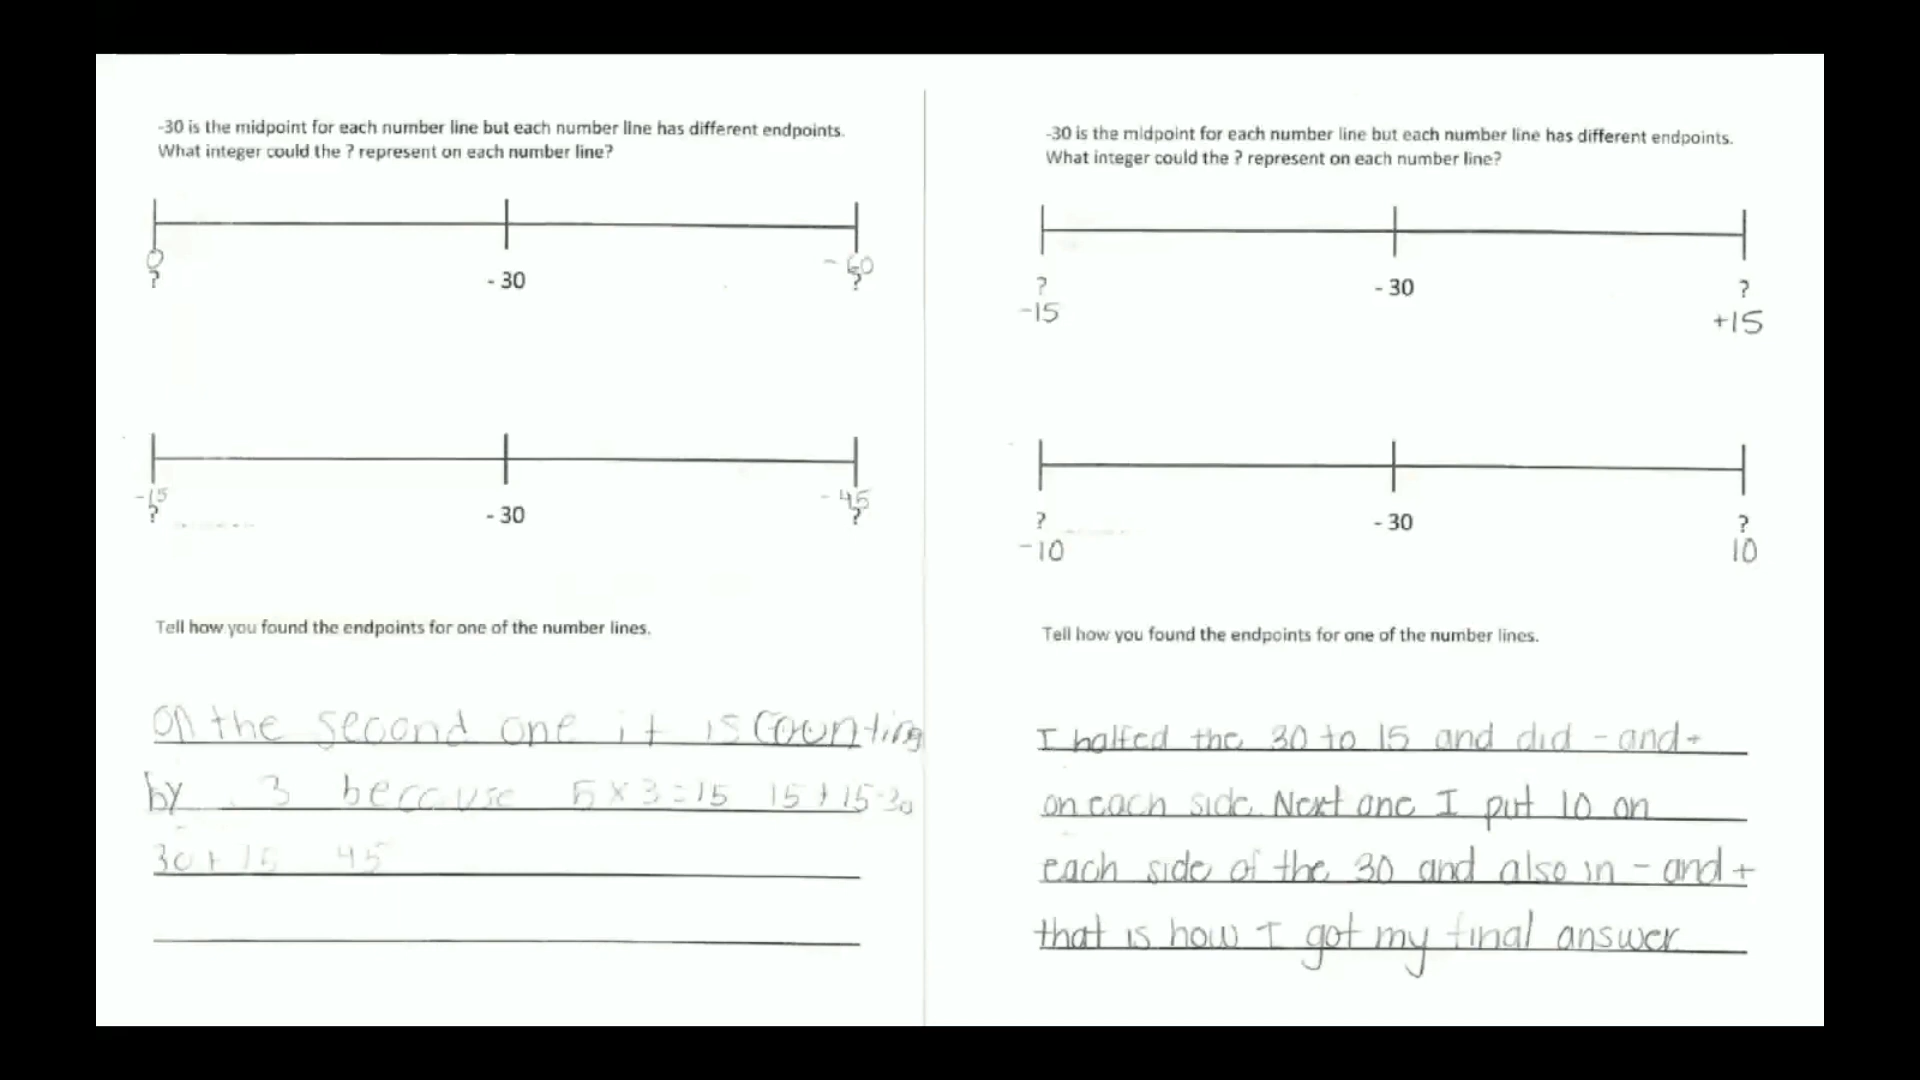 -30 is the midpoint for each number line but each number line has different endpoints.
What integer could the ? represent on each number line?
0
?
- 30
- 60
?
-15
?
- 30
- 45
?
Tell how you found the endpoints for one of the number lines.
on the second one it is counting
by 3 because 5 x 3 = 15 15 + 15 30
30 + 15 45
-30 is the midpoint for each number line but each number line has different endpoints.
What integer could the ? represent on each number line?
?
- 30
?
-15
+15
?
- 30
?
-10
10
Tell how you found the endpoints for one of the number lines.
I halfed the 30 to 15 and did - and +
on each side. Next one I put 10 on
each side of the 30 and also in - and +
that is how I got my final answer